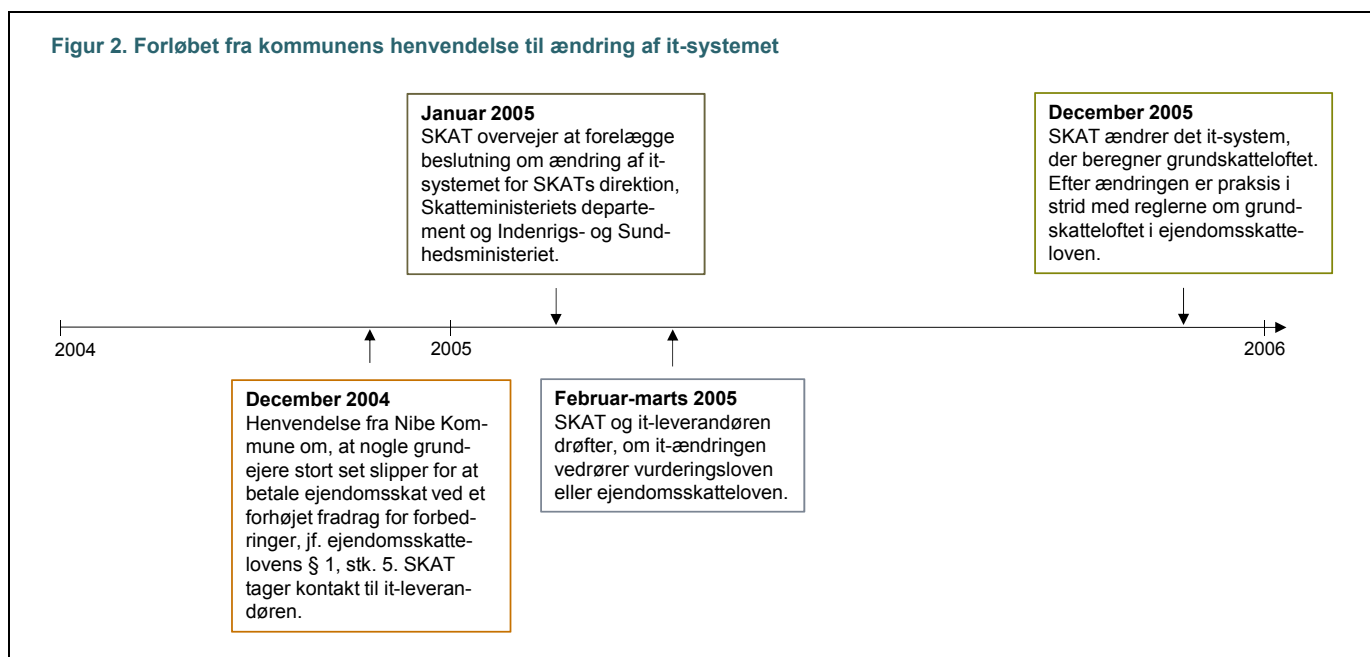 Figur 2. Forløbet fra kommunens henvendelse til ændring af it-systemet
Januar 2005
SKAT overvejer at forelægge
beslutning om ændring af it-
systemet for SKATs direktion,
Skatteministeriets departe-
ment og Indenrigs- og Sund-
hedsministeriet.
December 2005
SKAT ændrer det it-system,
der beregner grundskatteloftet.
Efter ændringen er praksis i
strid med reglerne om grund-
skatteloftet i ejendomsskatte-
loven.
2004
2005
2006
December 2004
Henvendelse fra Nibe Kom-
mune om, at nogle grund-
ejere stort set slipper for at
betale ejendomsskat ved et
forhøjet fradrag for forbed-
ringer, jf. ejendomsskatte-
lovens § 1, stk. 5. SKAT
tager kontakt til it-leveran-
døren.
Februar-marts 2005
SKAT og it-leverandøren
drøfter, om it-ændringen
vedrører vurderingsloven
eller ejendomsskatteloven.